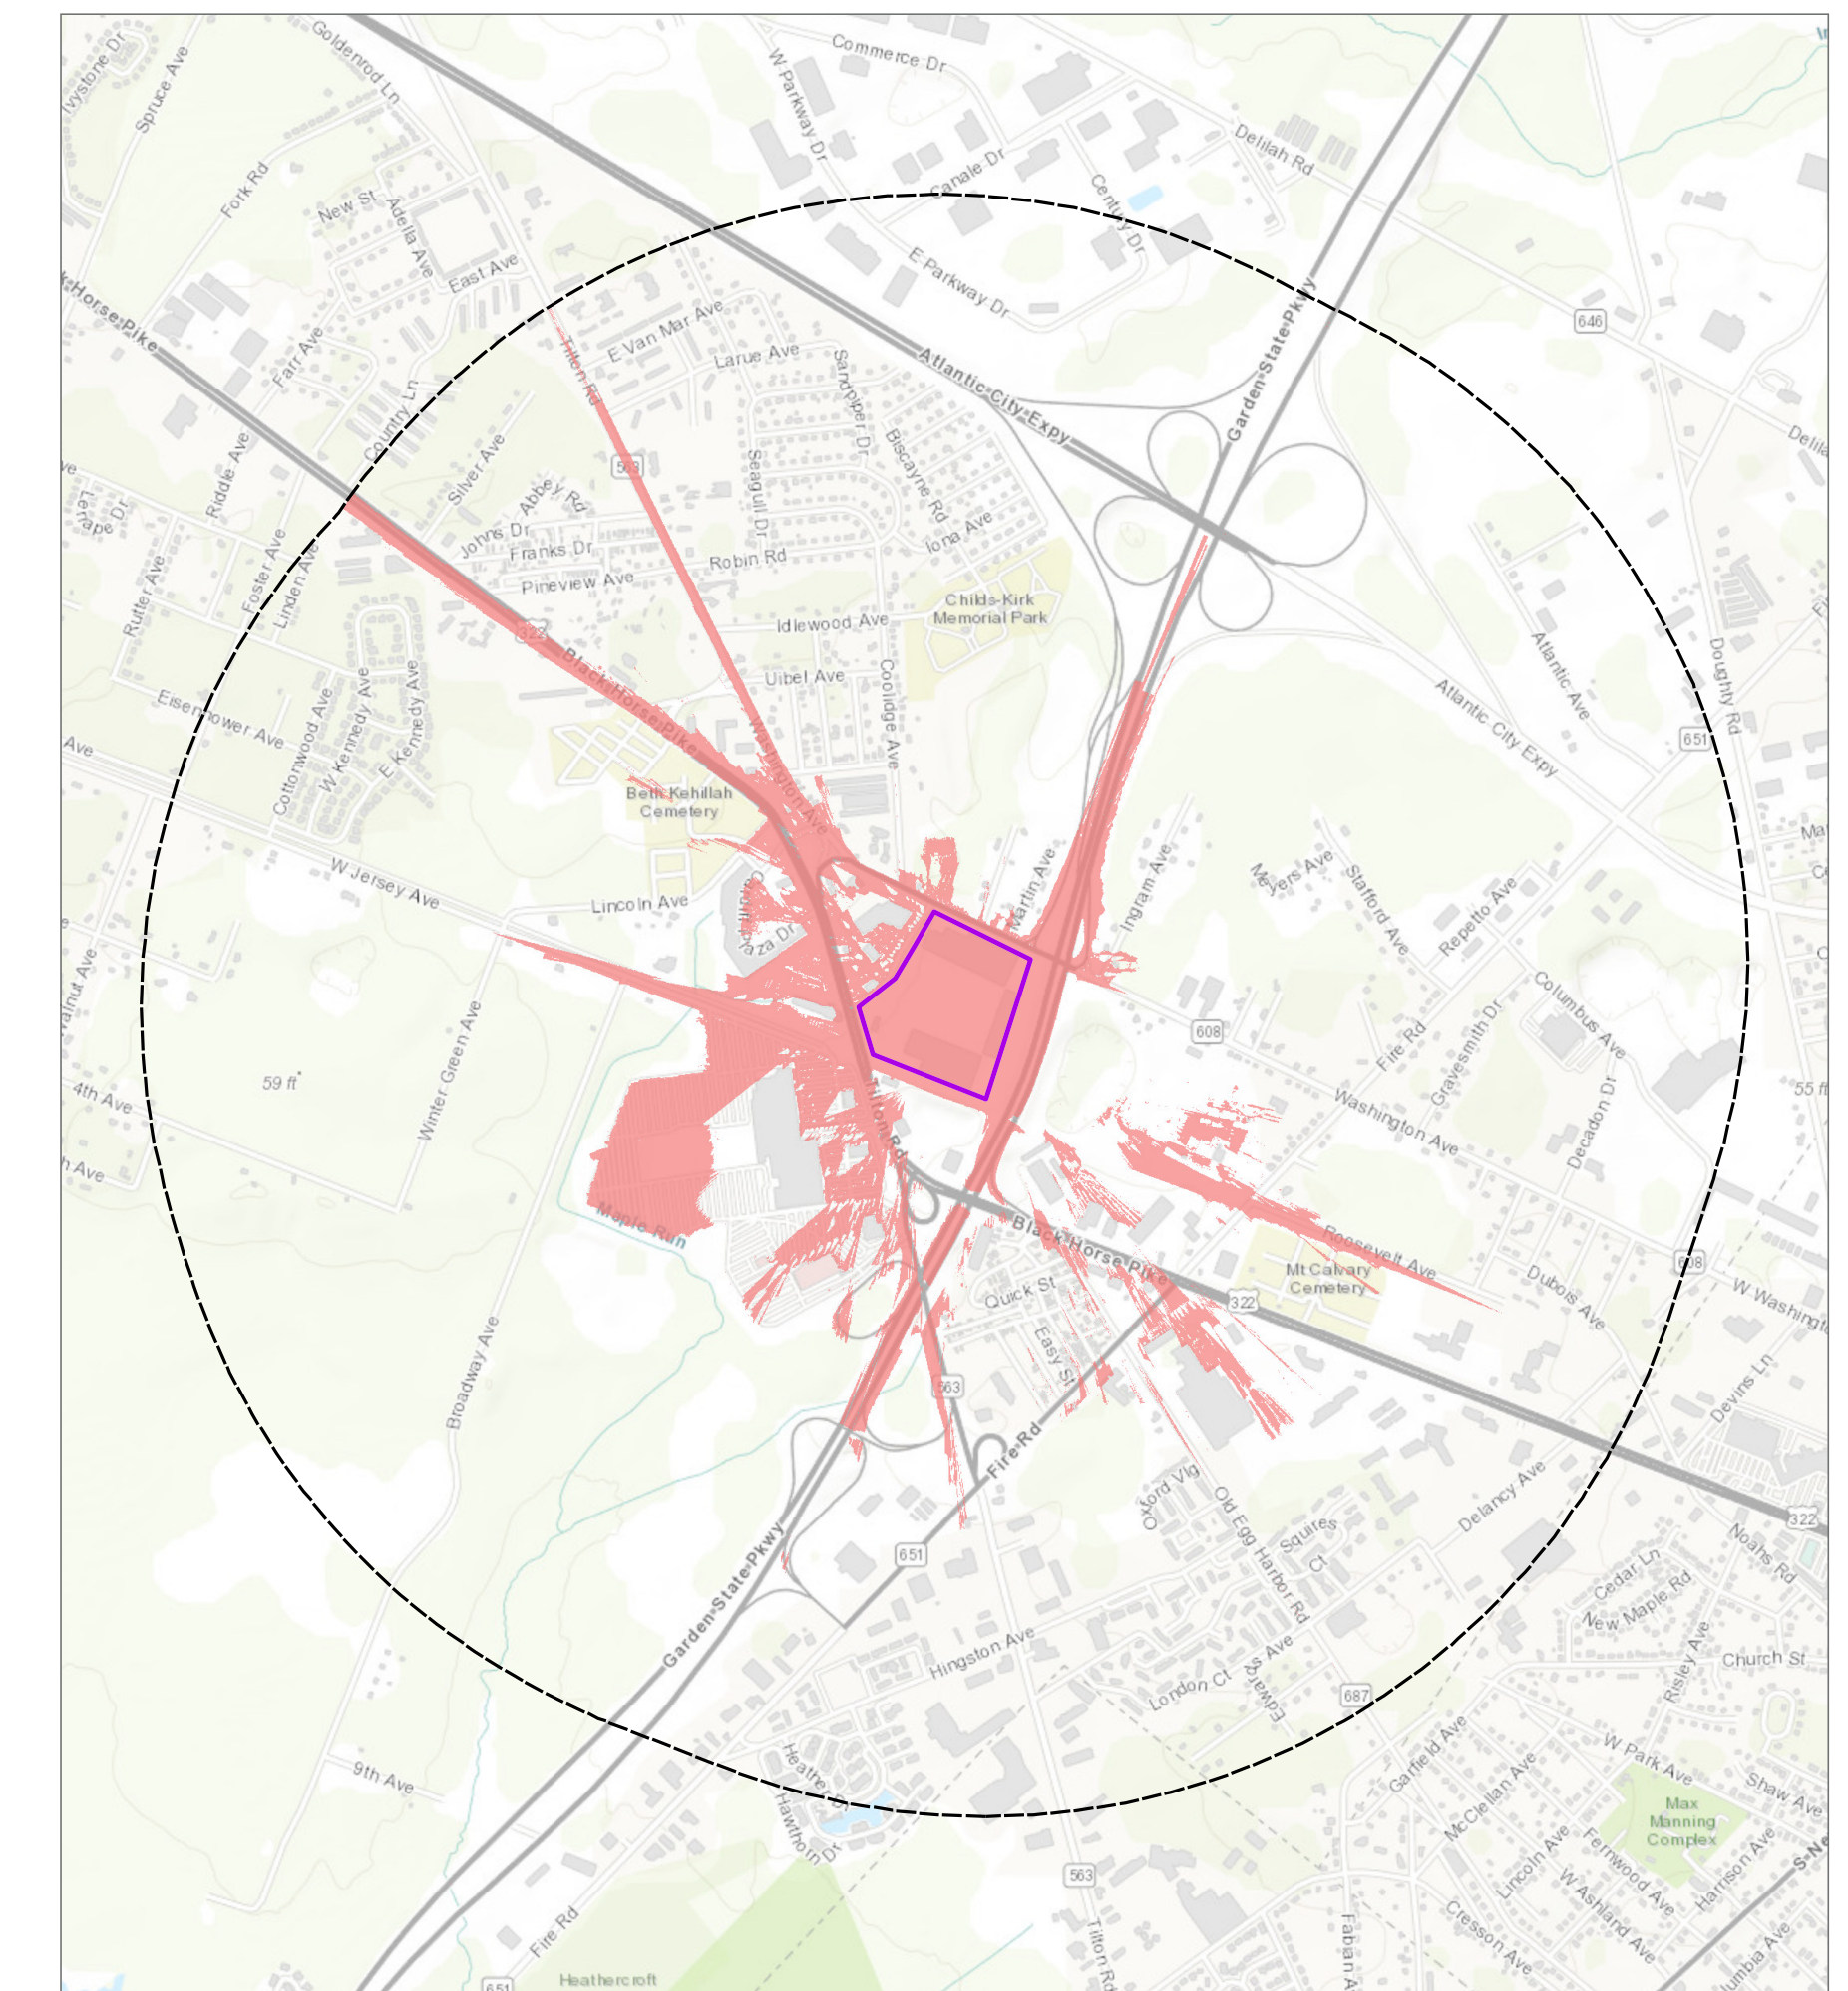 Commerce Dr
Goldenrod Ln
Ivystone Dr
Spruce Ave
W Parkway Dr
Delilah Rd
Canale Dr
Century Dr
Fork Rd
New St
Adella Ave
East Ave
E Parkway Dr
Garden State Pkwy
646
k Horse Pike
Farr Ave
Tilton Rd
E Van Mar Ave
Larue Ave
Sandpiper Dr
Atlantic City Expy
Country Ln
Riddle Ave
Silver Ave
563
Seagull Dr
Biscayne Rd
Abbey Rd
Johns Dr
Franks Dr
Pineview Ave
Robin Rd
Iona Ave
Foster Ave
Linden Ave
Rutter Ave
322
Childs-Kirk
Memorial Park
Idlewood Ave
Uibel Ave
Coolidge Ave
Black Horse Pike
Washington Ave
Atlantic Ave
Doughty Rd
Atlantic City Expy
651
Eisenhower Ave
Cottonwood Ave
W Kennedy Ave
E Kennedy Ave
Ave
Beth Kehillah
Cemetery
W Jersey Ave
Lincoln Ave
Plaza Dr
Martin Ave
Ingram Ave
Meyers Ave
Stafford Ave
Repetto Ave
Columbus Ave
608
Fire Rd
Gravesmith Dr
Decadon Dr
Washington Ave
59 ft
55 ft
4th Ave
h Ave
Winter Green Ave
Tilton Rd
Maple Run
Black Horse Pike
Roosevelt Ave
Mt Calvary
Cemetery
608
W Washingt
Dubois Ave
322
Quick St
Easy St
563
Broadway Ave
Devins Ln
Fire Rd
Delancy Ave
Oxford Vlg
Old Egg Harbor Rd
Squires
Ct
322
Noahs Rd
Cedar Ln
New Maple Rd
651
Garden State Pkwy
Hingston Ave
London Ct
Edwards Ave
687
Risley Ave
Church St
Garfield Ave
W Park Ave
Shaw Ave
McClellan Ave
Max
Manning
Complex
9th Ave
Heather
Hawthorn Dr
Lincoln Ave
Fernwood Ave
Harrison Ave
W Ashland Ave
Cresson Ave
563
Tilton Rd
Fabian A
Fire Rd
651
Heathercroft